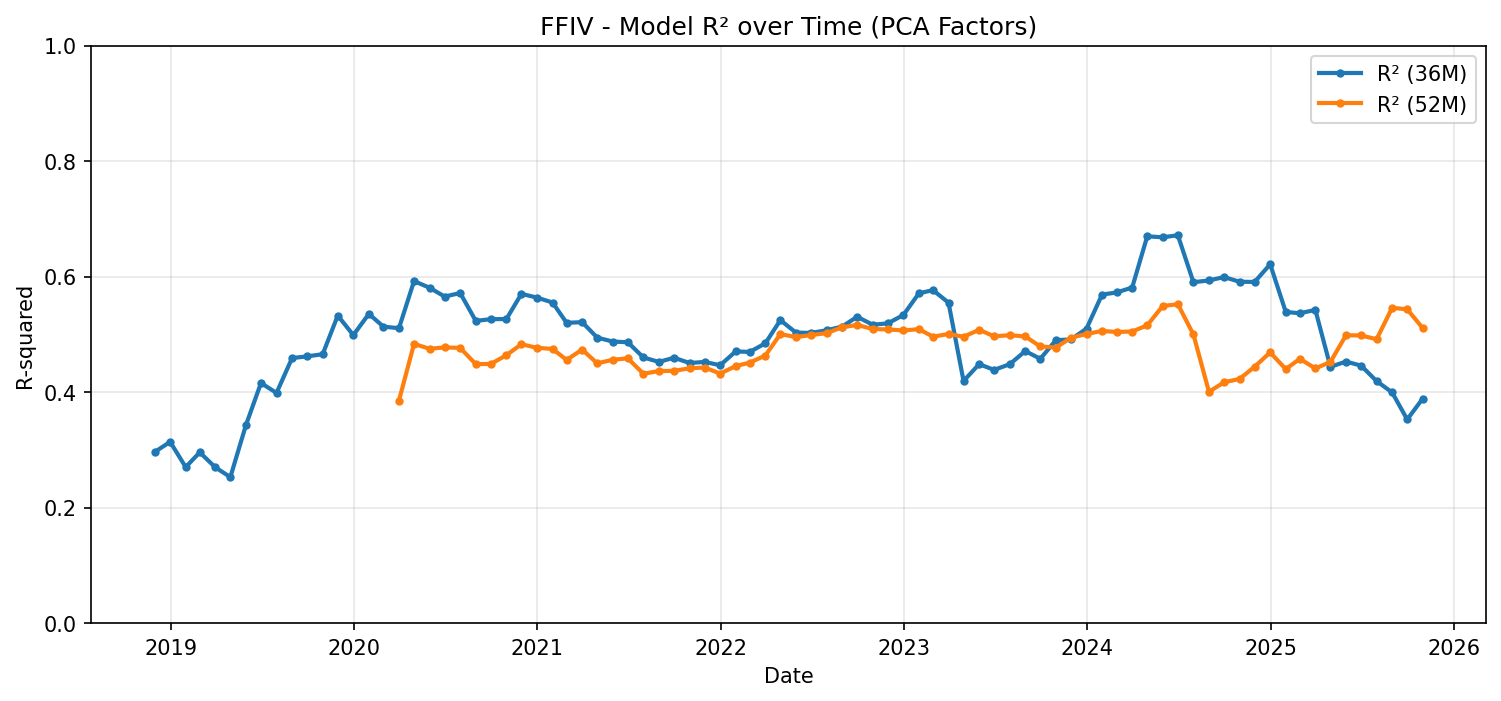 FFIV - Model R² over Time (PCA Factors)
R² (36M)
R² (52M)
R-squared
1.0
0.8
0.6
0.4
0.2
0.0
2019 2020 2021 2022 2023 2024 2025 2026
Date